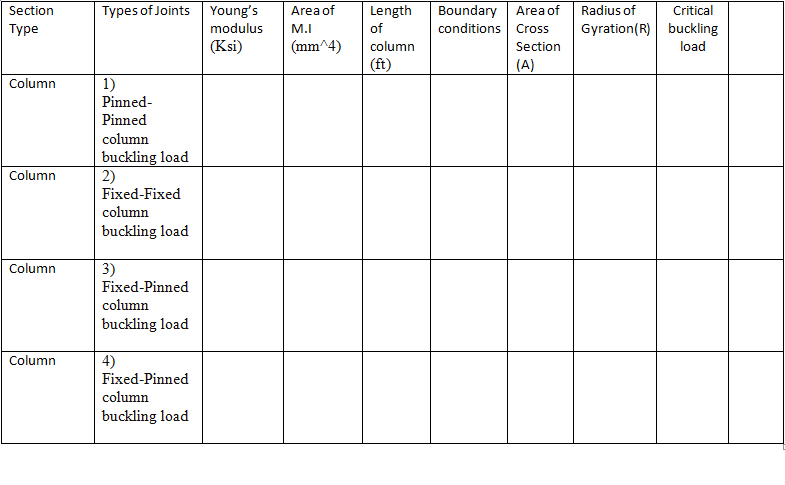 Section
Type
Types of Joints
Young's
modulus
(Ksi)
Area of
M.I
(mm^4)
Length
of
column
(ft)
Boundary
conditions
Area of
Cross
Section
(A)
Radius of
Gyration(R)
Critical
buckling
load
Column
1)
Pinned-
Pinned
column
buckling load
Column
2)
Fixed-Fixed
column
buckling load
Column
3)
Fixed-Pinned
column
buckling load
Column
4)
Fixed-Pinned
column
buckling load